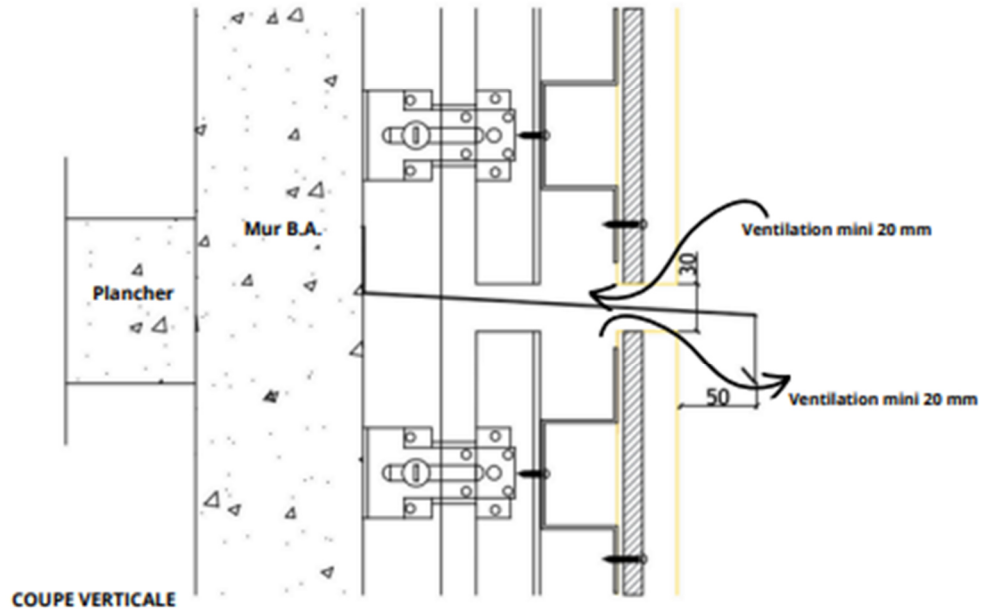 Mur B.A.
Ventilation mini 20 mm
30
Plancher
50
Ventilation mini 20 mm
COUPE VERTICALE